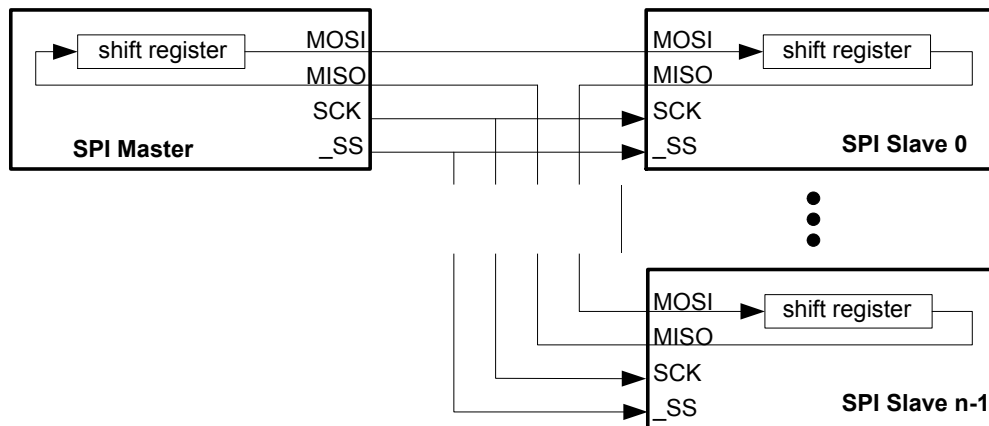 shift register
MOSI
MISO
SCK
_SS
SPI Master
MOSI
shift register
MISO
SCK
_SS
SPI Slave 0
MOSI
shift register
MISO
SCK
_SS
SPI Slave n-1